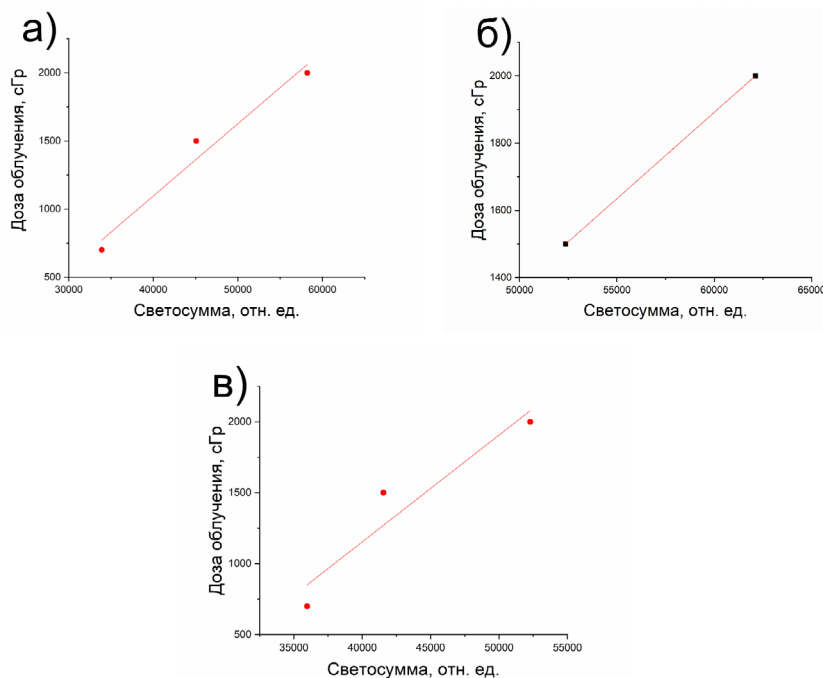 а)
2000
1500
1000
500
Доза облучения, сГр
30000 40000 50000 60000
Светосумма, отн. ед.
б)
2000
1800
1600
1400
Доза облучения, сГр
50000 55000 60000 65000
Светосумма, отн. ед.
в)
2000
1500
1000
500
Доза облучения, сГр
35000 40000 45000 50000 55000
Светосумма, отн. ед.